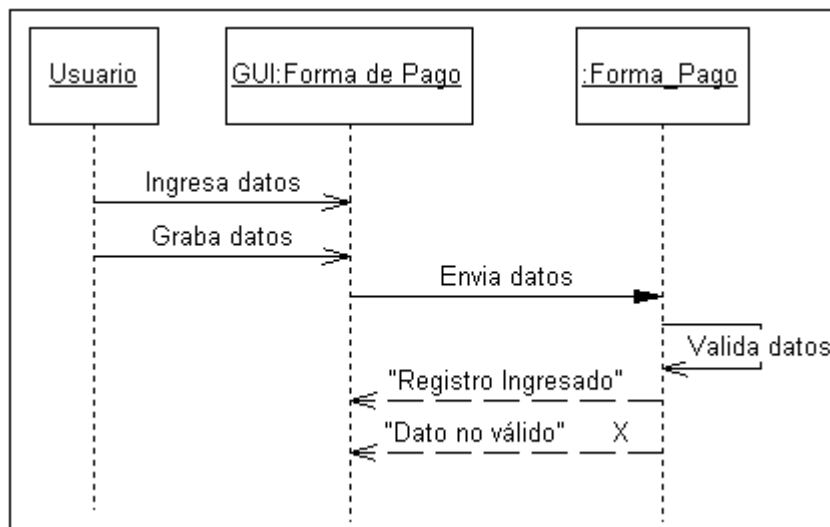 Usuario
GUI:Forma de Pago
:Forma_Pago
Ingresa datos
Graba datos
Envia datos
Valida datos
"Registro Ingresado"
"Dato no válido" X